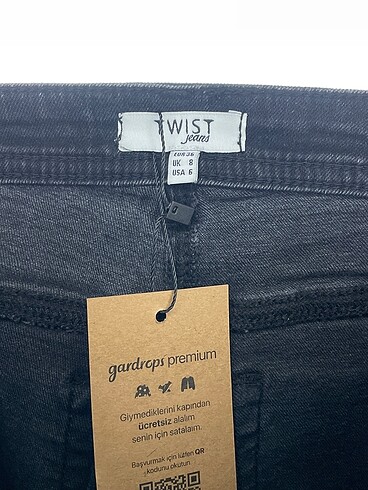 TWIST
jeans
EUR 36
UK 8
USA 6
gardrops premium
Giymediklerini kapından
ücretsiz alalım
senin için satalım.
Başvurmak için lütfen QR
kodunu okutun